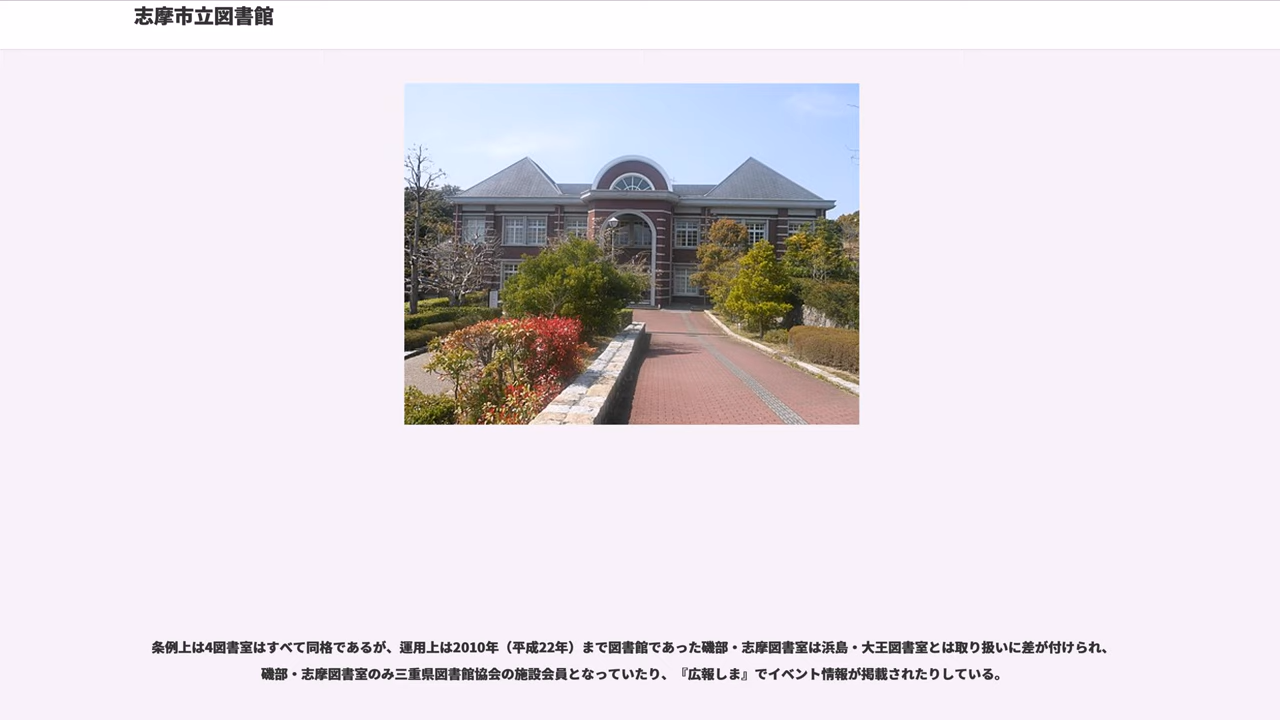 志摩市立図書館
条例上は4図書室はすべて同格であるが、運用上は2010年（平成22年）まで図書館であった磯部・志摩図書室は浜島・大王図書室とは取り扱いに差が付けられ、
磯部・志摩図書室のみ三重県図書館協会の施設会員となっていたり、『広報しま』でイベント情報が掲載されたりしている。